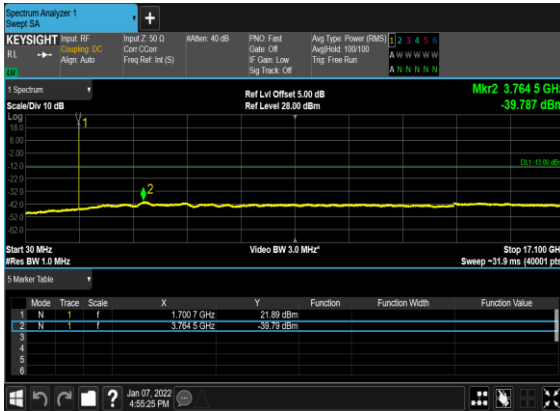 Spectrum Analyzer 1
Swept SA
+
KEYSIGHT Input: RF Input Z: 50 Ω #Atten: 40 dB PNO: Fast Avg Type: Power (RMS) 1 2 3 4 5 6
RL Coupling: DC Corr CCorr Gate: Off Avg|Hold: 100/100 A W W W W W
Align: Auto Freq Ref: Int (S) IF Gain: Low Trig: Free Run
Sig Track: Off A N N N N N
1 Spectrum Ref Lvl Offset 5.00 dB Mkr2 3.764 5 GHz
Scale/Div 10 dB Ref Level 28.00 dBm -39.787 dBm
Log
18.0
1
8.00
-2.00
-12.0
DL1 -13.00 dBm
-22.0
-32.0
2
-42.0
-52.0
-62.0
Start 30 MHz Video BW 3.0 MHz* Stop 17.100 GHz
#Res BW 1.0 MHz Sweep ~31.9 ms (40001 pts)
5 Marker Table
Mode Trace Scale X Y Function Function Width Function Value
1 N 1 f 1.700 7 GHz 21.89 dBm
2 N 1 f 3.764 5 GHz -39.79 dBm
3
4
5
6
? Jan 07, 2022
4:55:25 PM